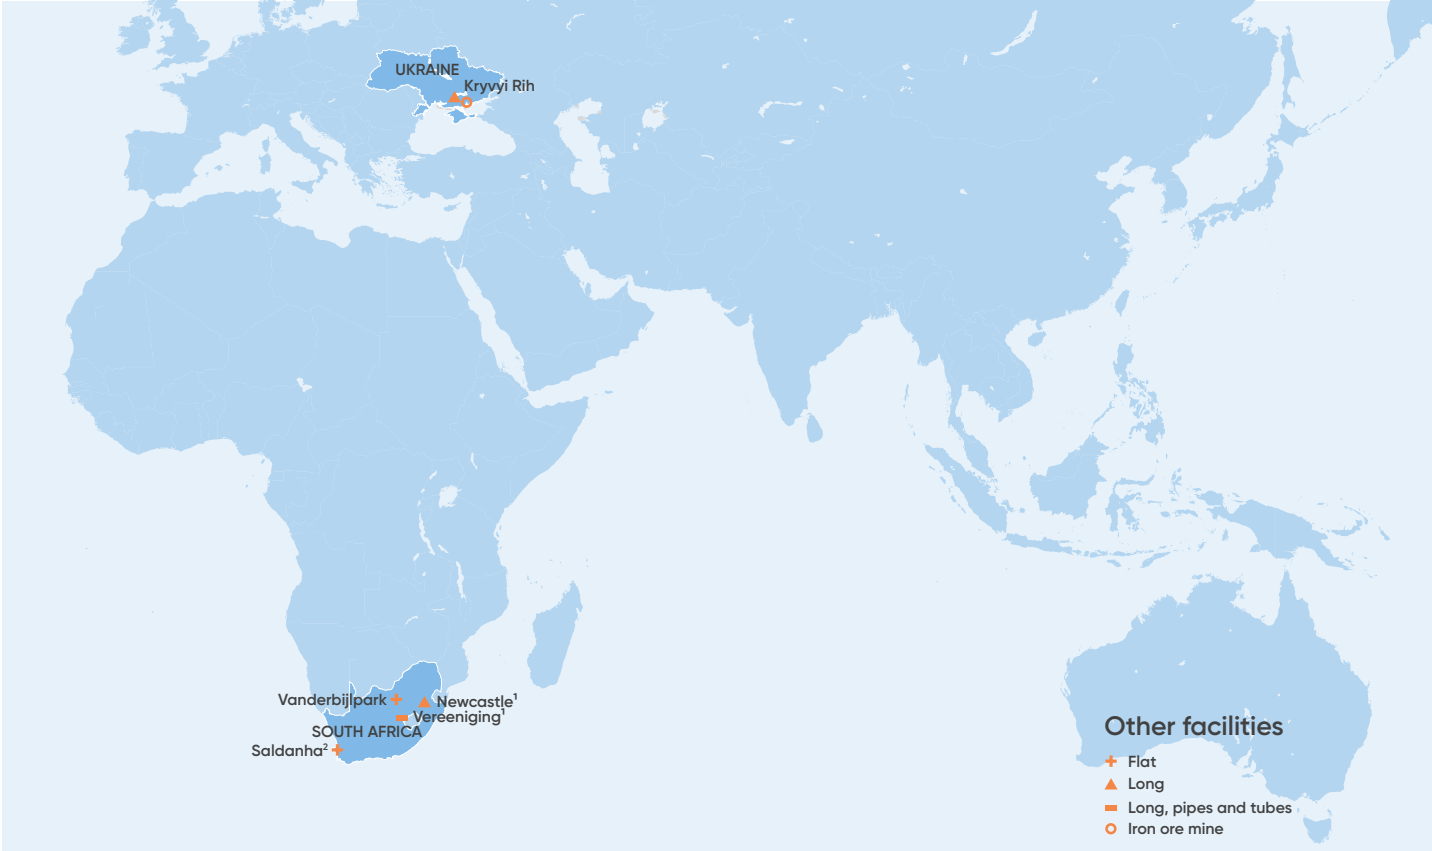 UKRAINE
Kryvyi Rih
Vanderbijlpark
Newcastle¹
Vereeniging¹
SOUTH AFRICA
Saldanha²
Other facilities
Flat
Long
Long, pipes and tubes
Iron ore mine